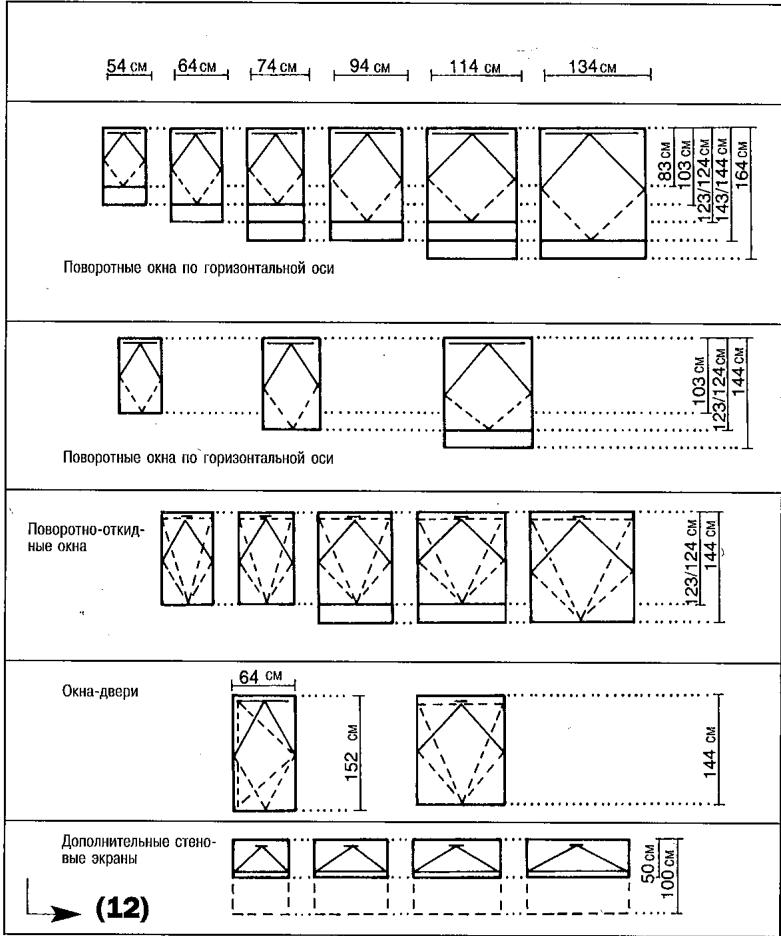 54 см 64 см 74 см 94 см 114 см 134 см
83 см
103 см
123/124 см
143/144 см
164 см
Поворотные окна по горизонтальной оси
103 см
123/124 см
144 см
Поворотные окна по горизонтальной оси
Поворотно-откид-
ные окна
123/124 см
144 см
Окна-двери
64 см
152 см
144 см
Дополнительные стено-
вые экраны
50 см
100 см
(12)